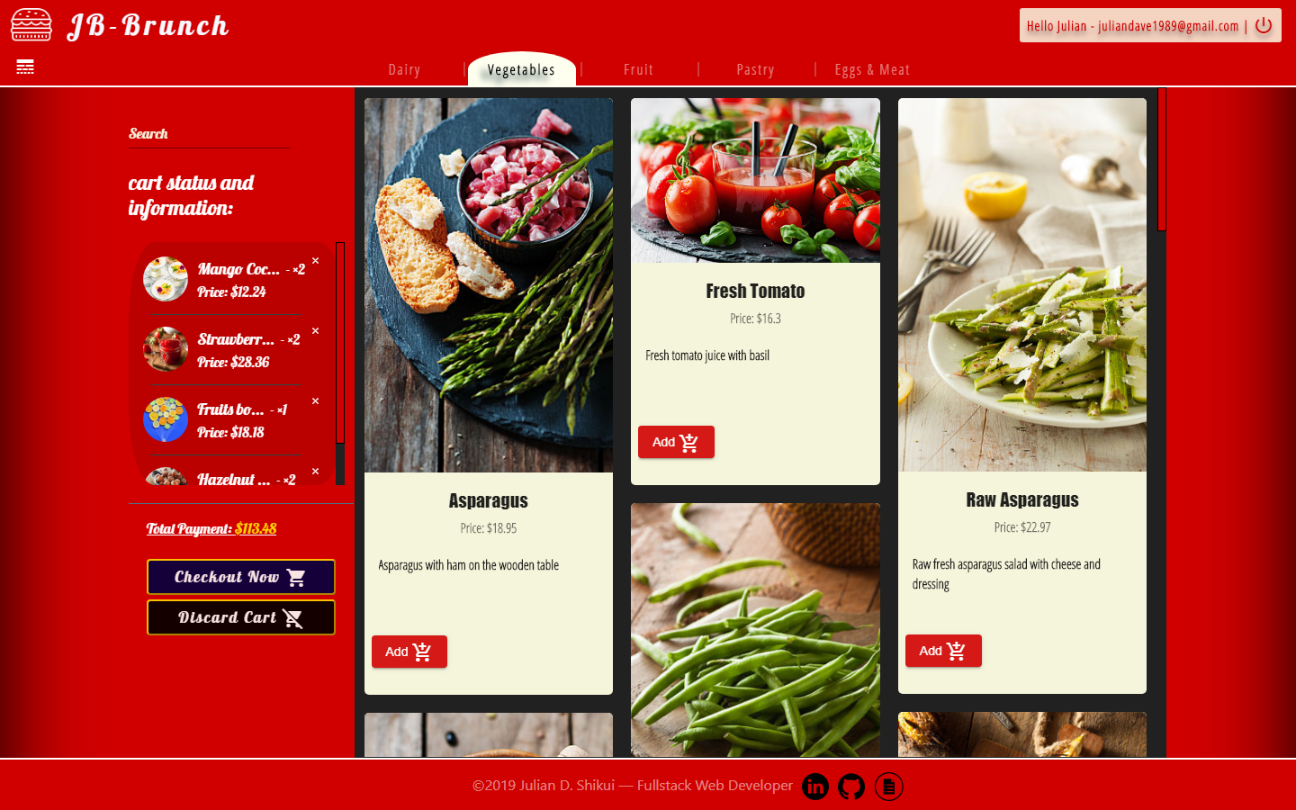 JB-Brunch
Hello Julian - juliandave1989@gmail.com |
Dairy | Vegetables | Fruit | Pastry | Eggs & Meat
Search
cart status and
information:
Mango Coc... - ×2 ×
Price: $12.24
Strawberr... - ×2 ×
Price: $28.36
Fruits bo... - ×1 ×
Price: $18.18
Hazelnut ... - ×2 ×
Total Payment: $113.48
Checkout Now
Discard Cart
Asparagus
Price: $18.95
Asparagus with ham on the wooden table
Add
Fresh Tomato
Price: $16.3
Fresh tomato juice with basil
Add
Raw Asparagus
Price: $22.97
Raw fresh asparagus salad with cheese and
dressing
Add
©2019 Julian D. Shikui — Fullstack Web Developer
in